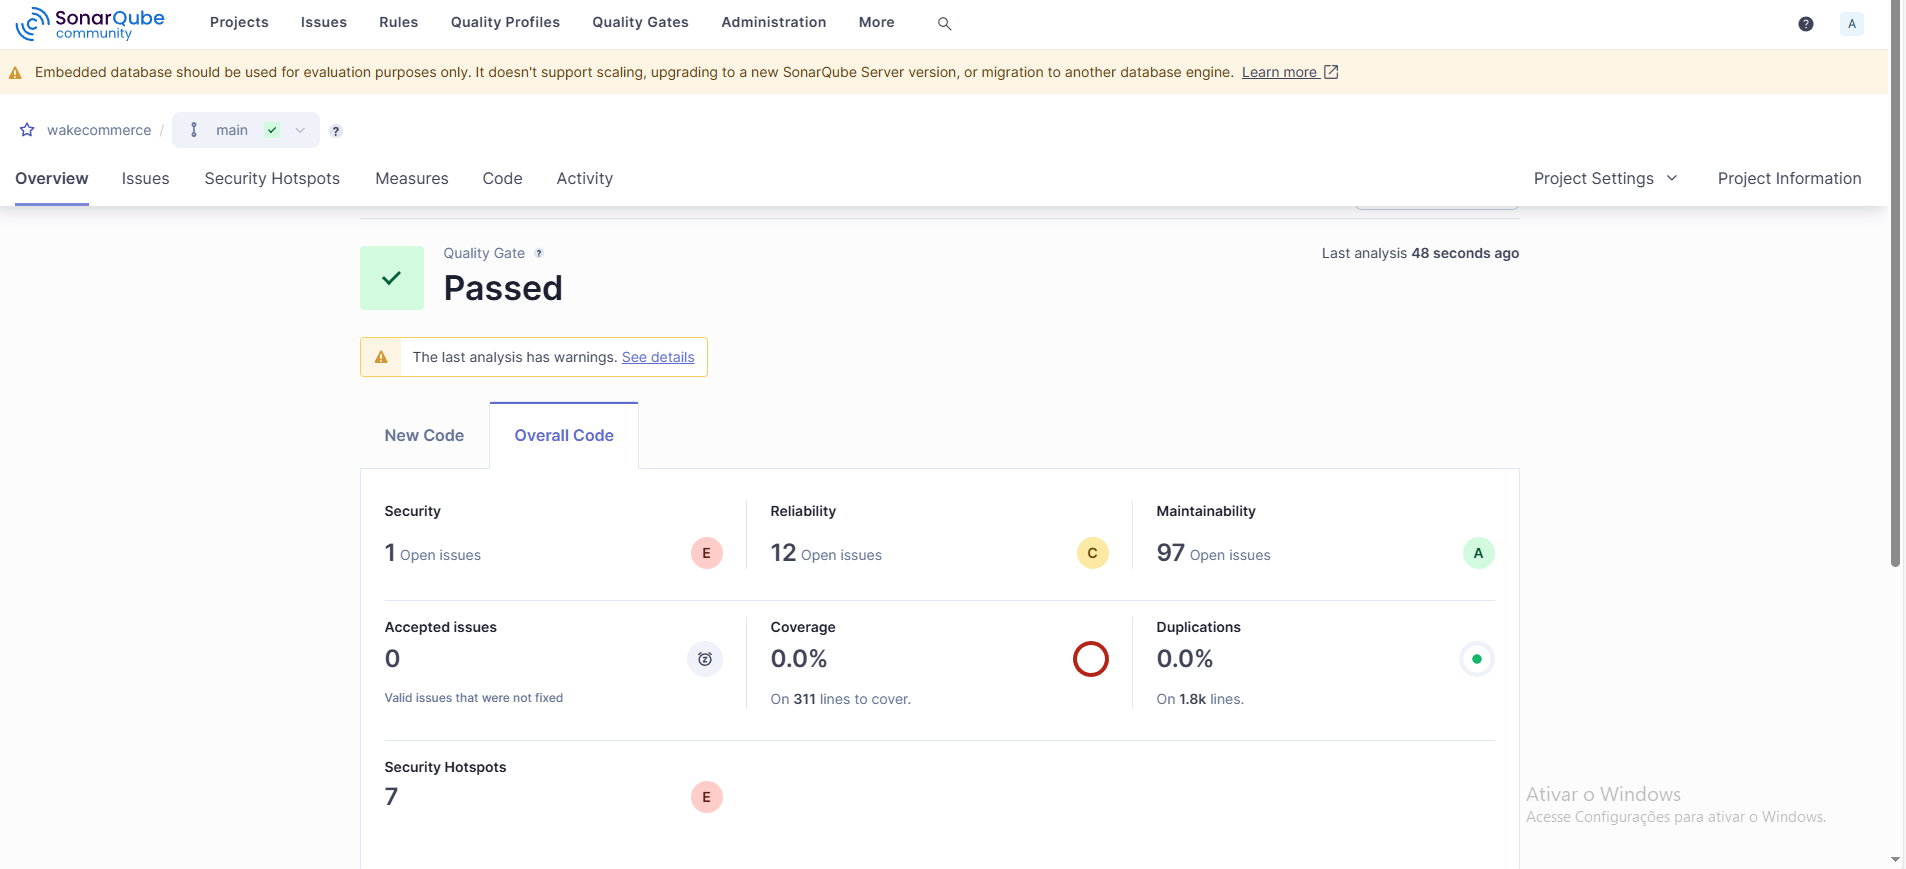 SonarQube community
Projects Issues Rules Quality Profiles Quality Gates Administration More ? A
Embedded database should be used for evaluation purposes only. It doesn't support scaling, upgrading to a new SonarQube Server version, or migration to another database engine. Learn more
wakecommerce / main ?
Overview Issues Security Hotspots Measures Code Activity Project Settings Project Information
Quality Gate ? Last analysis 48 seconds ago
Passed
The last analysis has warnings. See details
New Code Overall Code
Security Reliability Maintainability
1 Open issues E 12 Open issues C 97 Open issues A
Accepted issues Coverage Duplications
0 0.0% 0.0%
Valid issues that were not fixed On 311 lines to cover. On 1.8k lines.
Security Hotspots
7 E
Ativar o Windows
Acesse Configurações para ativar o Windows.